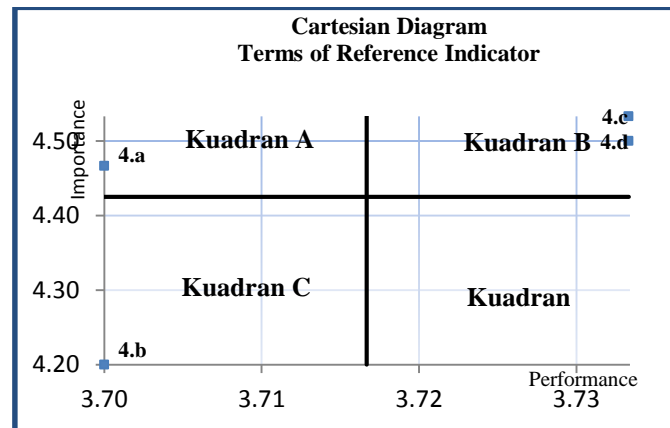 Cartesian Diagram
Terms of Reference Indicator
Importance
4.c
4.50
Kuadran A
Kuadran B
4.d
4.a
4.40
4.30
Kuadran C
Kuadran
4.b
4.20
Performance
3.70
3.71
3.72
3.73